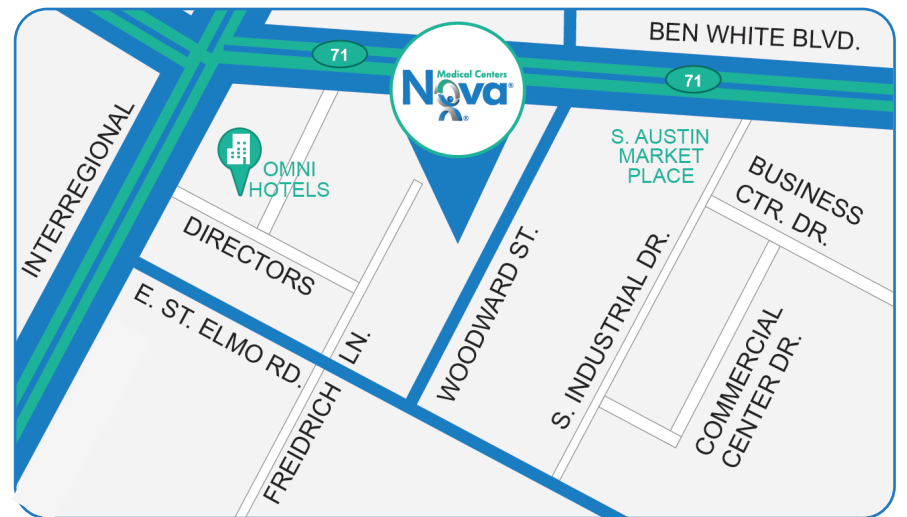 BEN WHITE BLVD.
71
71
Medical Centers
Nova®
®
INTERREGIONAL
OMNI
HOTELS
S. AUSTIN
MARKET
PLACE
BUSINESS
CTR. DR.
DIRECTORS
E. ST. ELMO RD.
FREIDRICH LN.
WOODWARD ST.
S. INDUSTRIAL DR.
COMMERCIAL
CENTER DR.